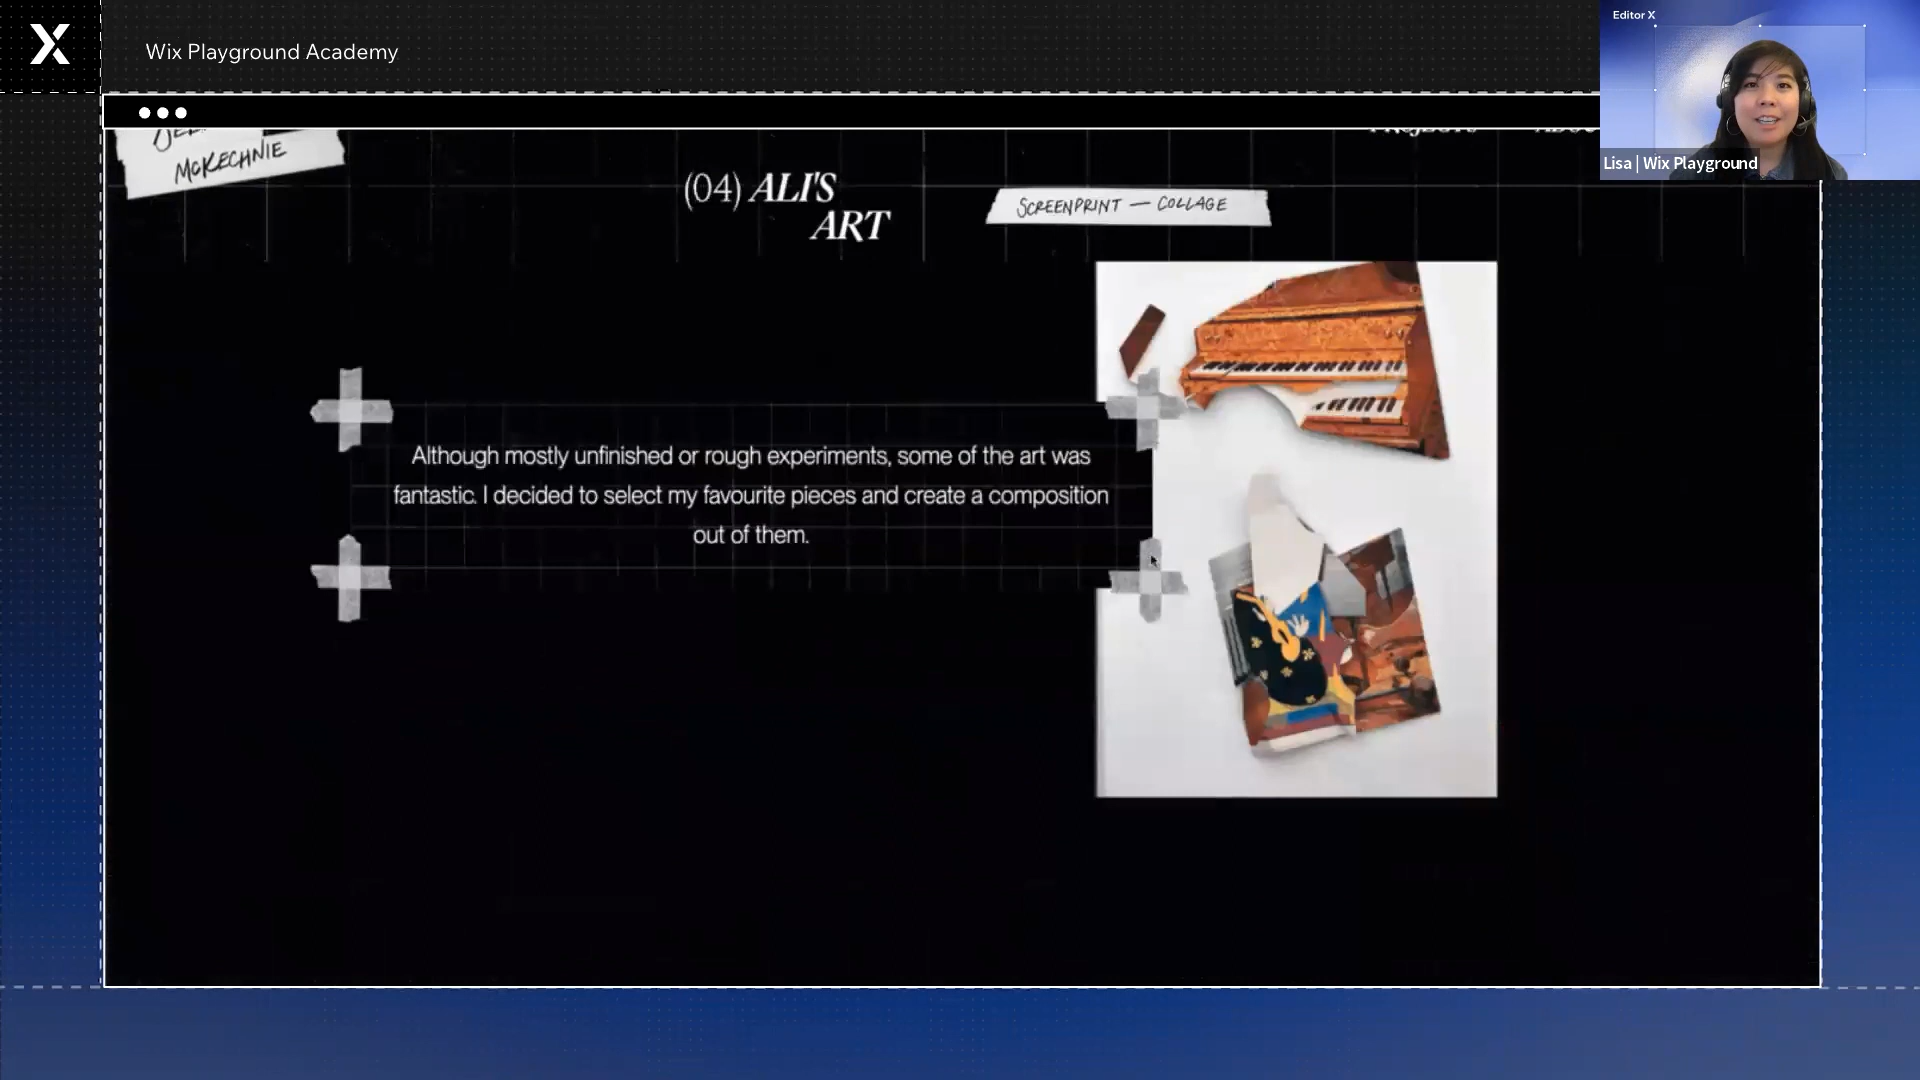 Wix Playground Academy
Editor X
Lisa | Wix Playground
McKECHNIE
PROJECTS
(04) ALI'S
ART
SCREENPRINT — COLLAGE
Although mostly unfinished or rough experiments, some of the art was
fantastic. I decided to select my favourite pieces and create a composition
out of them.